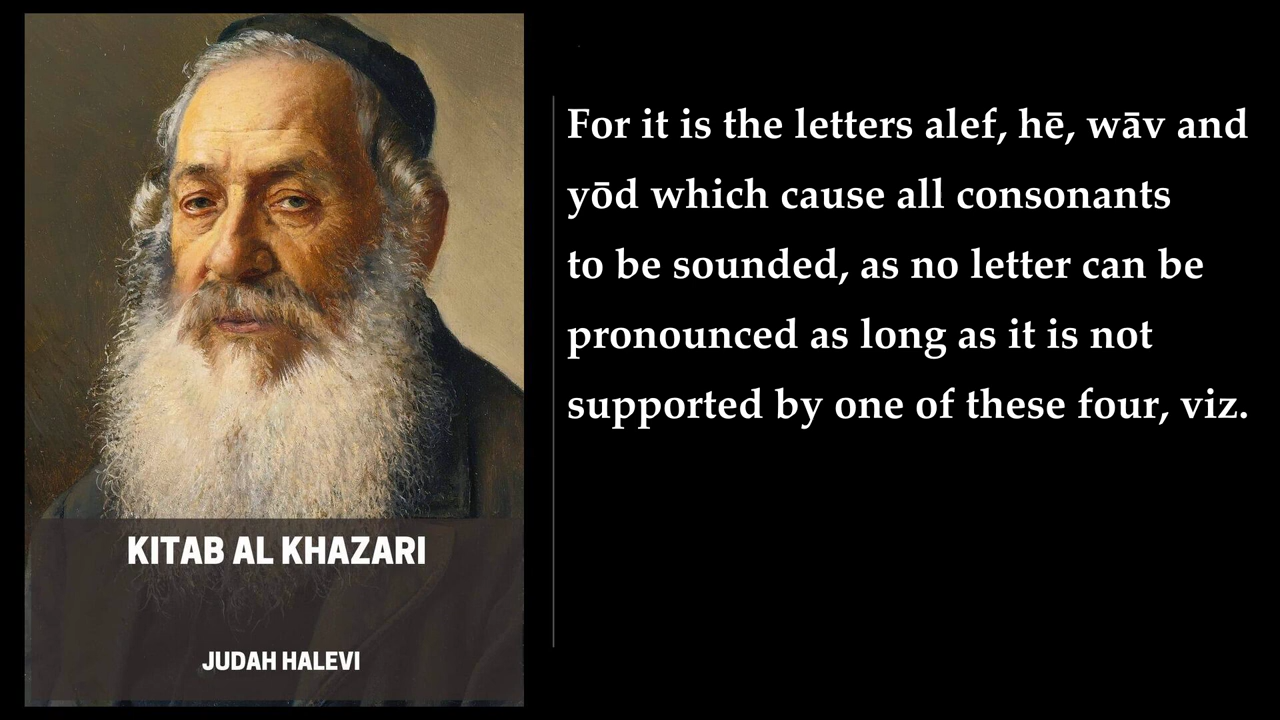 KITAB AL KHAZARI
JUDAH HALEVI
For it is the letters alef, hē, wāv and
yōd which cause all consonants
to be sounded, as no letter can be
pronounced as long as it is not
supported by one of these four, viz.